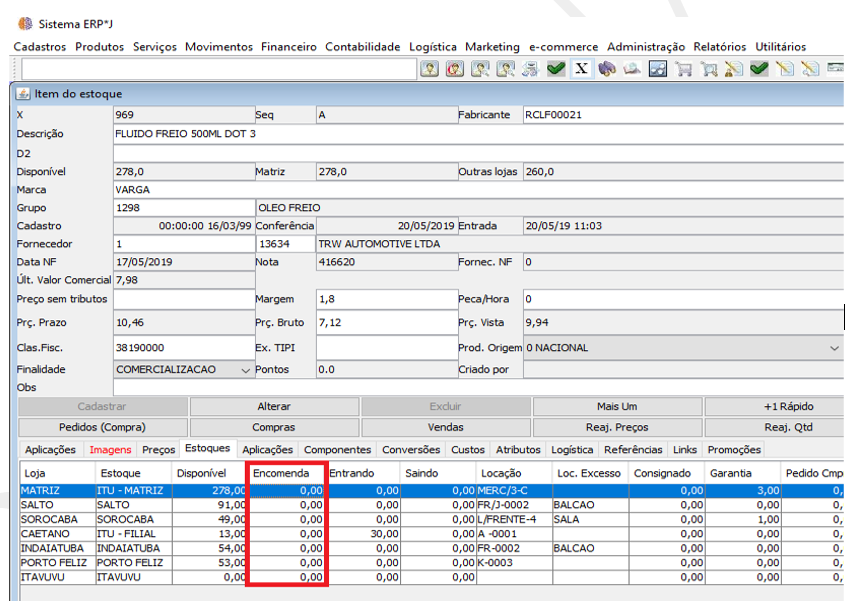 Sistema ERP*J
Cadastros Produtos Serviços Movimentos Financeiro Contabilidade Logística Marketing e-commerce Administração Relatórios Utilitários
X
Item do estoque
X 969 Seq A Fabricante RCLF00021
Descrição FLUIDO FREIO 500ML DOT 3
D2
Disponível 278,0 Matriz 278,0 Outras lojas 260,0
Marca VARGA
Grupo 1298 OLEO FREIO
Cadastro 00:00:00 16/03/99 Conferência 20/05/2019 Entrada 20/05/19 11:03
Fornecedor 1 13634 TRW AUTOMOTIVE LTDA
Data NF 17/05/2019 Nota 416620 Fornec. NF 0
Últ. Valor Comercial 7,98
Preço sem tributos Margem 1,8 Peca/Hora 0
Prç. Prazo 10,46 Prç. Bruto 7,12 Prç. Vista 9,94
Clas.Fisc. 38190000 Ex. TIPI Prod. Origem 0 NACIONAL
Finalidade COMERCIALIZACAO Pontos 0.0 Criado por
Obs
Cadastrar Alterar Excluir Mais Um +1 Rápido
Pedidos (Compra) Compras Vendas Reaj. Preços Reaj. Qtd
Aplicações Imagens Preços Estoques Aplicações Componentes Conversões Custos Atributos Logística Referências Links Promoções
Loja Estoque Disponível Encomenda Entrando Saindo Locação Loc. Excesso Consignado Garantia Pedido Cmp
MATRIZ ITU - MATRIZ 278,00 0,00 0,00 0,00 MERC/3-C 0,00 3,00 0,
SALTO SALTO 91,00 0,00 0,00 0,00 FR/J-0002 BALCAO 0,00 0,00 0,
SOROCABA SOROCABA 49,00 0,00 0,00 0,00 L/FRENTE-4 SALA 0,00 1,00 0,
CAETANO ITU - FILIAL 13,00 0,00 30,00 0,00 A -0001 0,00 0,00 0,
INDAIATUBA INDAIATUBA 54,00 0,00 0,00 0,00 FR-0002 BALCAO 0,00 0,00 0,
PORTO FELIZ PORTO FELIZ 53,00 0,00 0,00 0,00 K-0003 0,00 0,00 0,
ITAVUVU ITAVUVU 0,00 0,00 0,00 0,00 0,00 0,00 0,